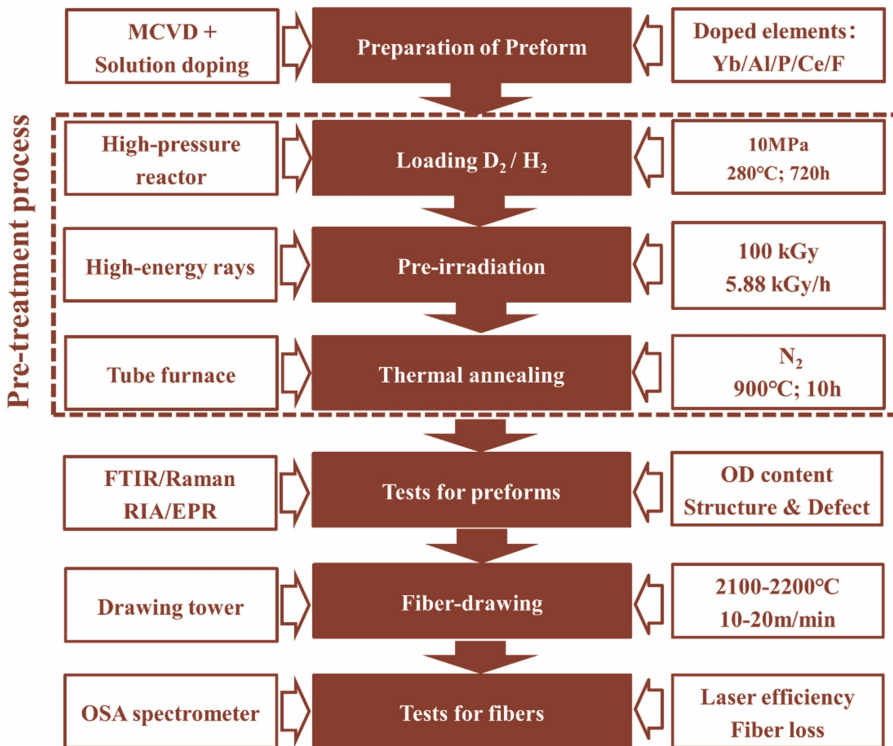 MCVD +
Solution doping
Preparation of Preform
Doped elements:
Yb/Al/P/Ce/F
Pre-treatment process
High-pressure
reactor
Loading D₂ / H₂
10MPa
280℃; 720h
High-energy rays
Pre-irradiation
100 kGy
5.88 kGy/h
Tube furnace
Thermal annealing
N₂
900℃; 10h
FTIR/Raman
RIA/EPR
Tests for preforms
OD content
Structure & Defect
Drawing tower
Fiber-drawing
2100-2200℃
10-20m/min
OSA spectrometer
Tests for fibers
Laser efficiency
Fiber loss